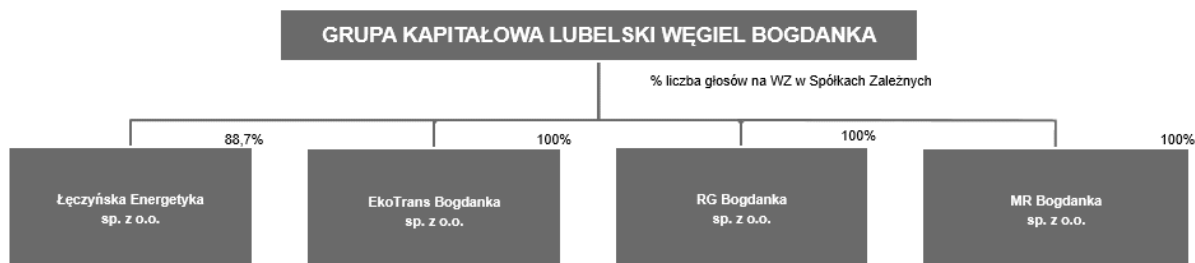 GRUPA KAPITAŁOWA LUBELSKI WĘGIEL BOGDANKA
% liczba głosów na WZ w Spółkach Zależnych
88,7%
100%
100%
100%
Łęczyńska Energetyka
sp. z o.o.
EkoTrans Bogdanka
sp. z o.o.
RG Bogdanka
sp. z o.o.
MR Bogdanka
sp. z o.o.